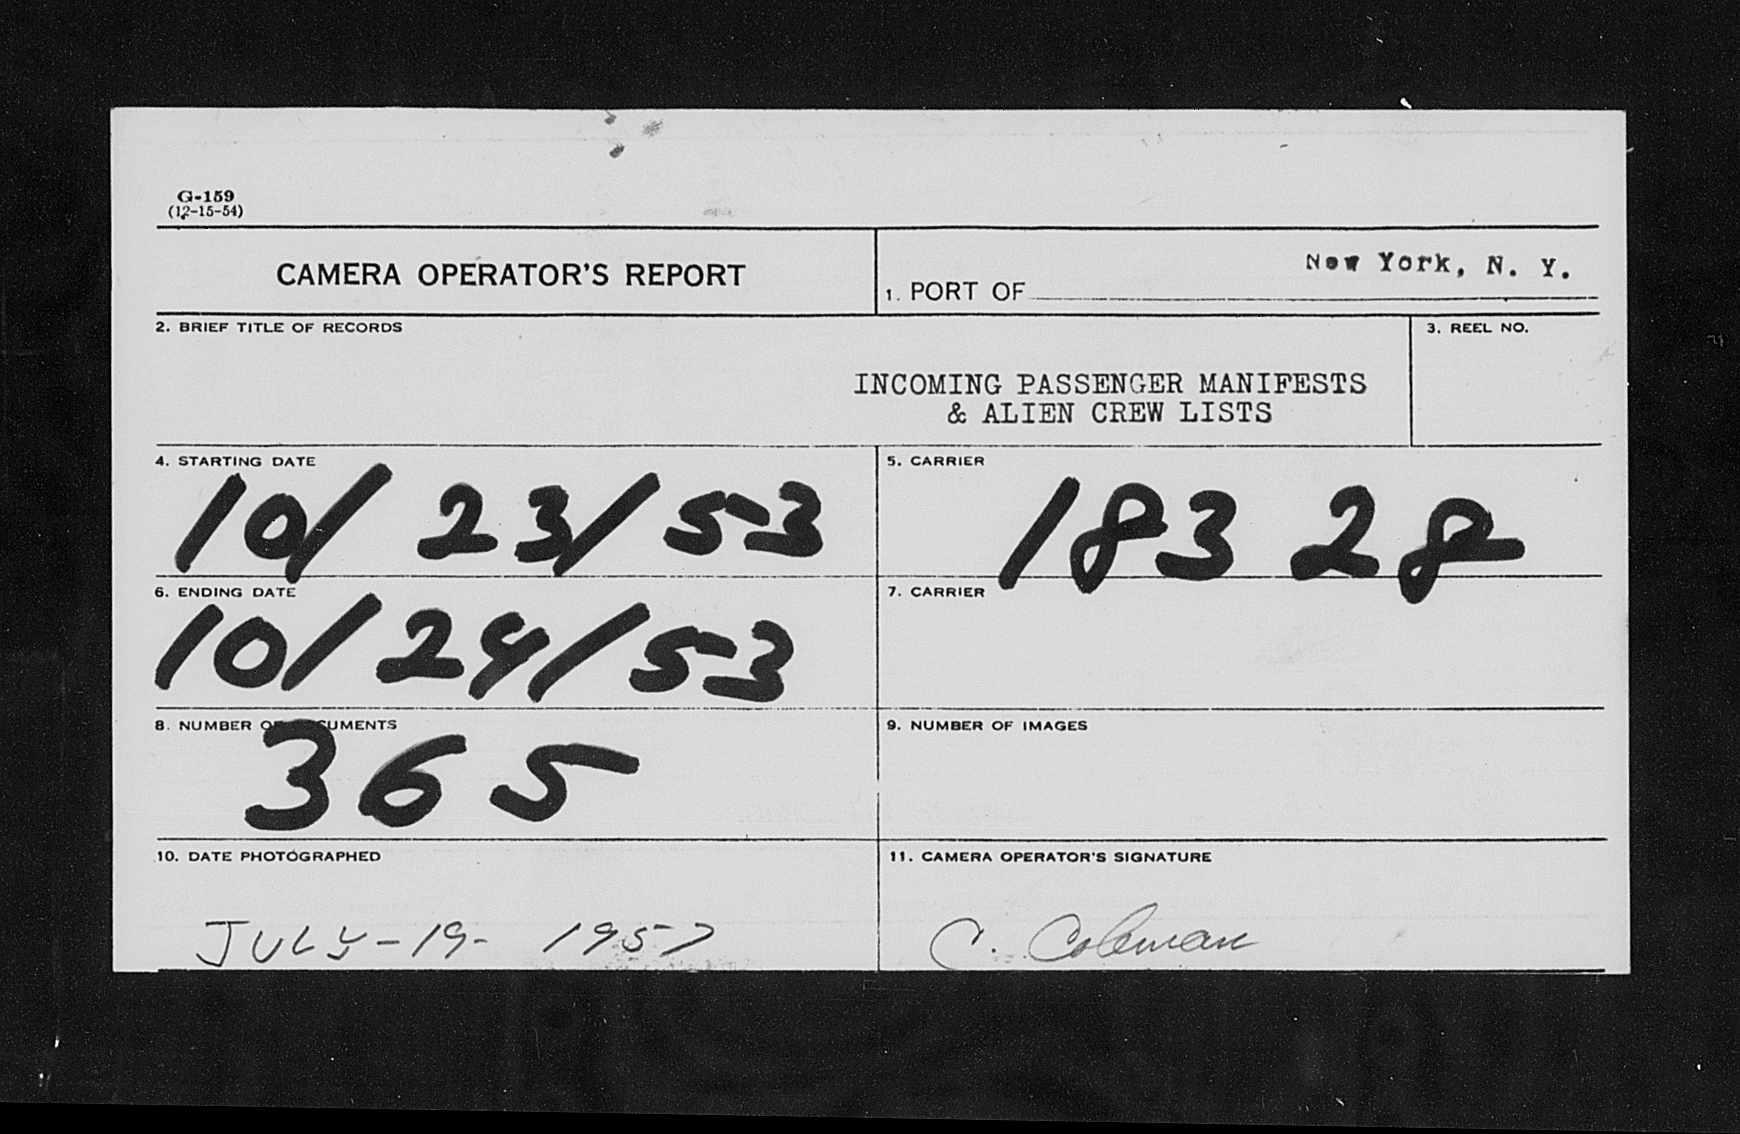 G-159
(12-15-54)
CAMERA OPERATOR'S REPORT
1. PORT OF New York, N. Y.
2. BRIEF TITLE OF RECORDS
INCOMING PASSENGER MANIFESTS
& ALIEN CREW LISTS
3. REEL NO.
4. STARTING DATE
10/23/53
5. CARRIER
18328
6. ENDING DATE
10/24/53
7. CARRIER
8. NUMBER OF DOCUMENTS
365
9. NUMBER OF IMAGES
10. DATE PHOTOGRAPHED
JULY-19- 1957
11. CAMERA OPERATOR'S SIGNATURE
C. Coleman